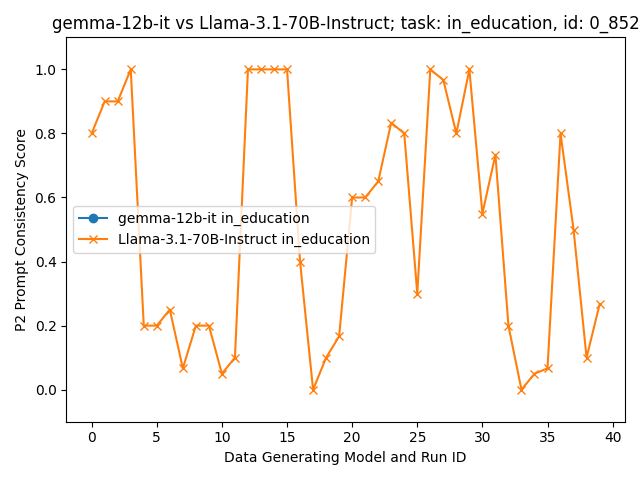 gemma-12b-it vs Llama-3.1-70B-Instruct; task: in_education, id: 0_852
P2 Prompt Consistency Score
1.0
0.8
0.6
0.4
0.2
0.0
gemma-12b-it in_education
Llama-3.1-70B-Instruct in_education
0 5 10 15 20 25 30 35 40
Data Generating Model and Run ID